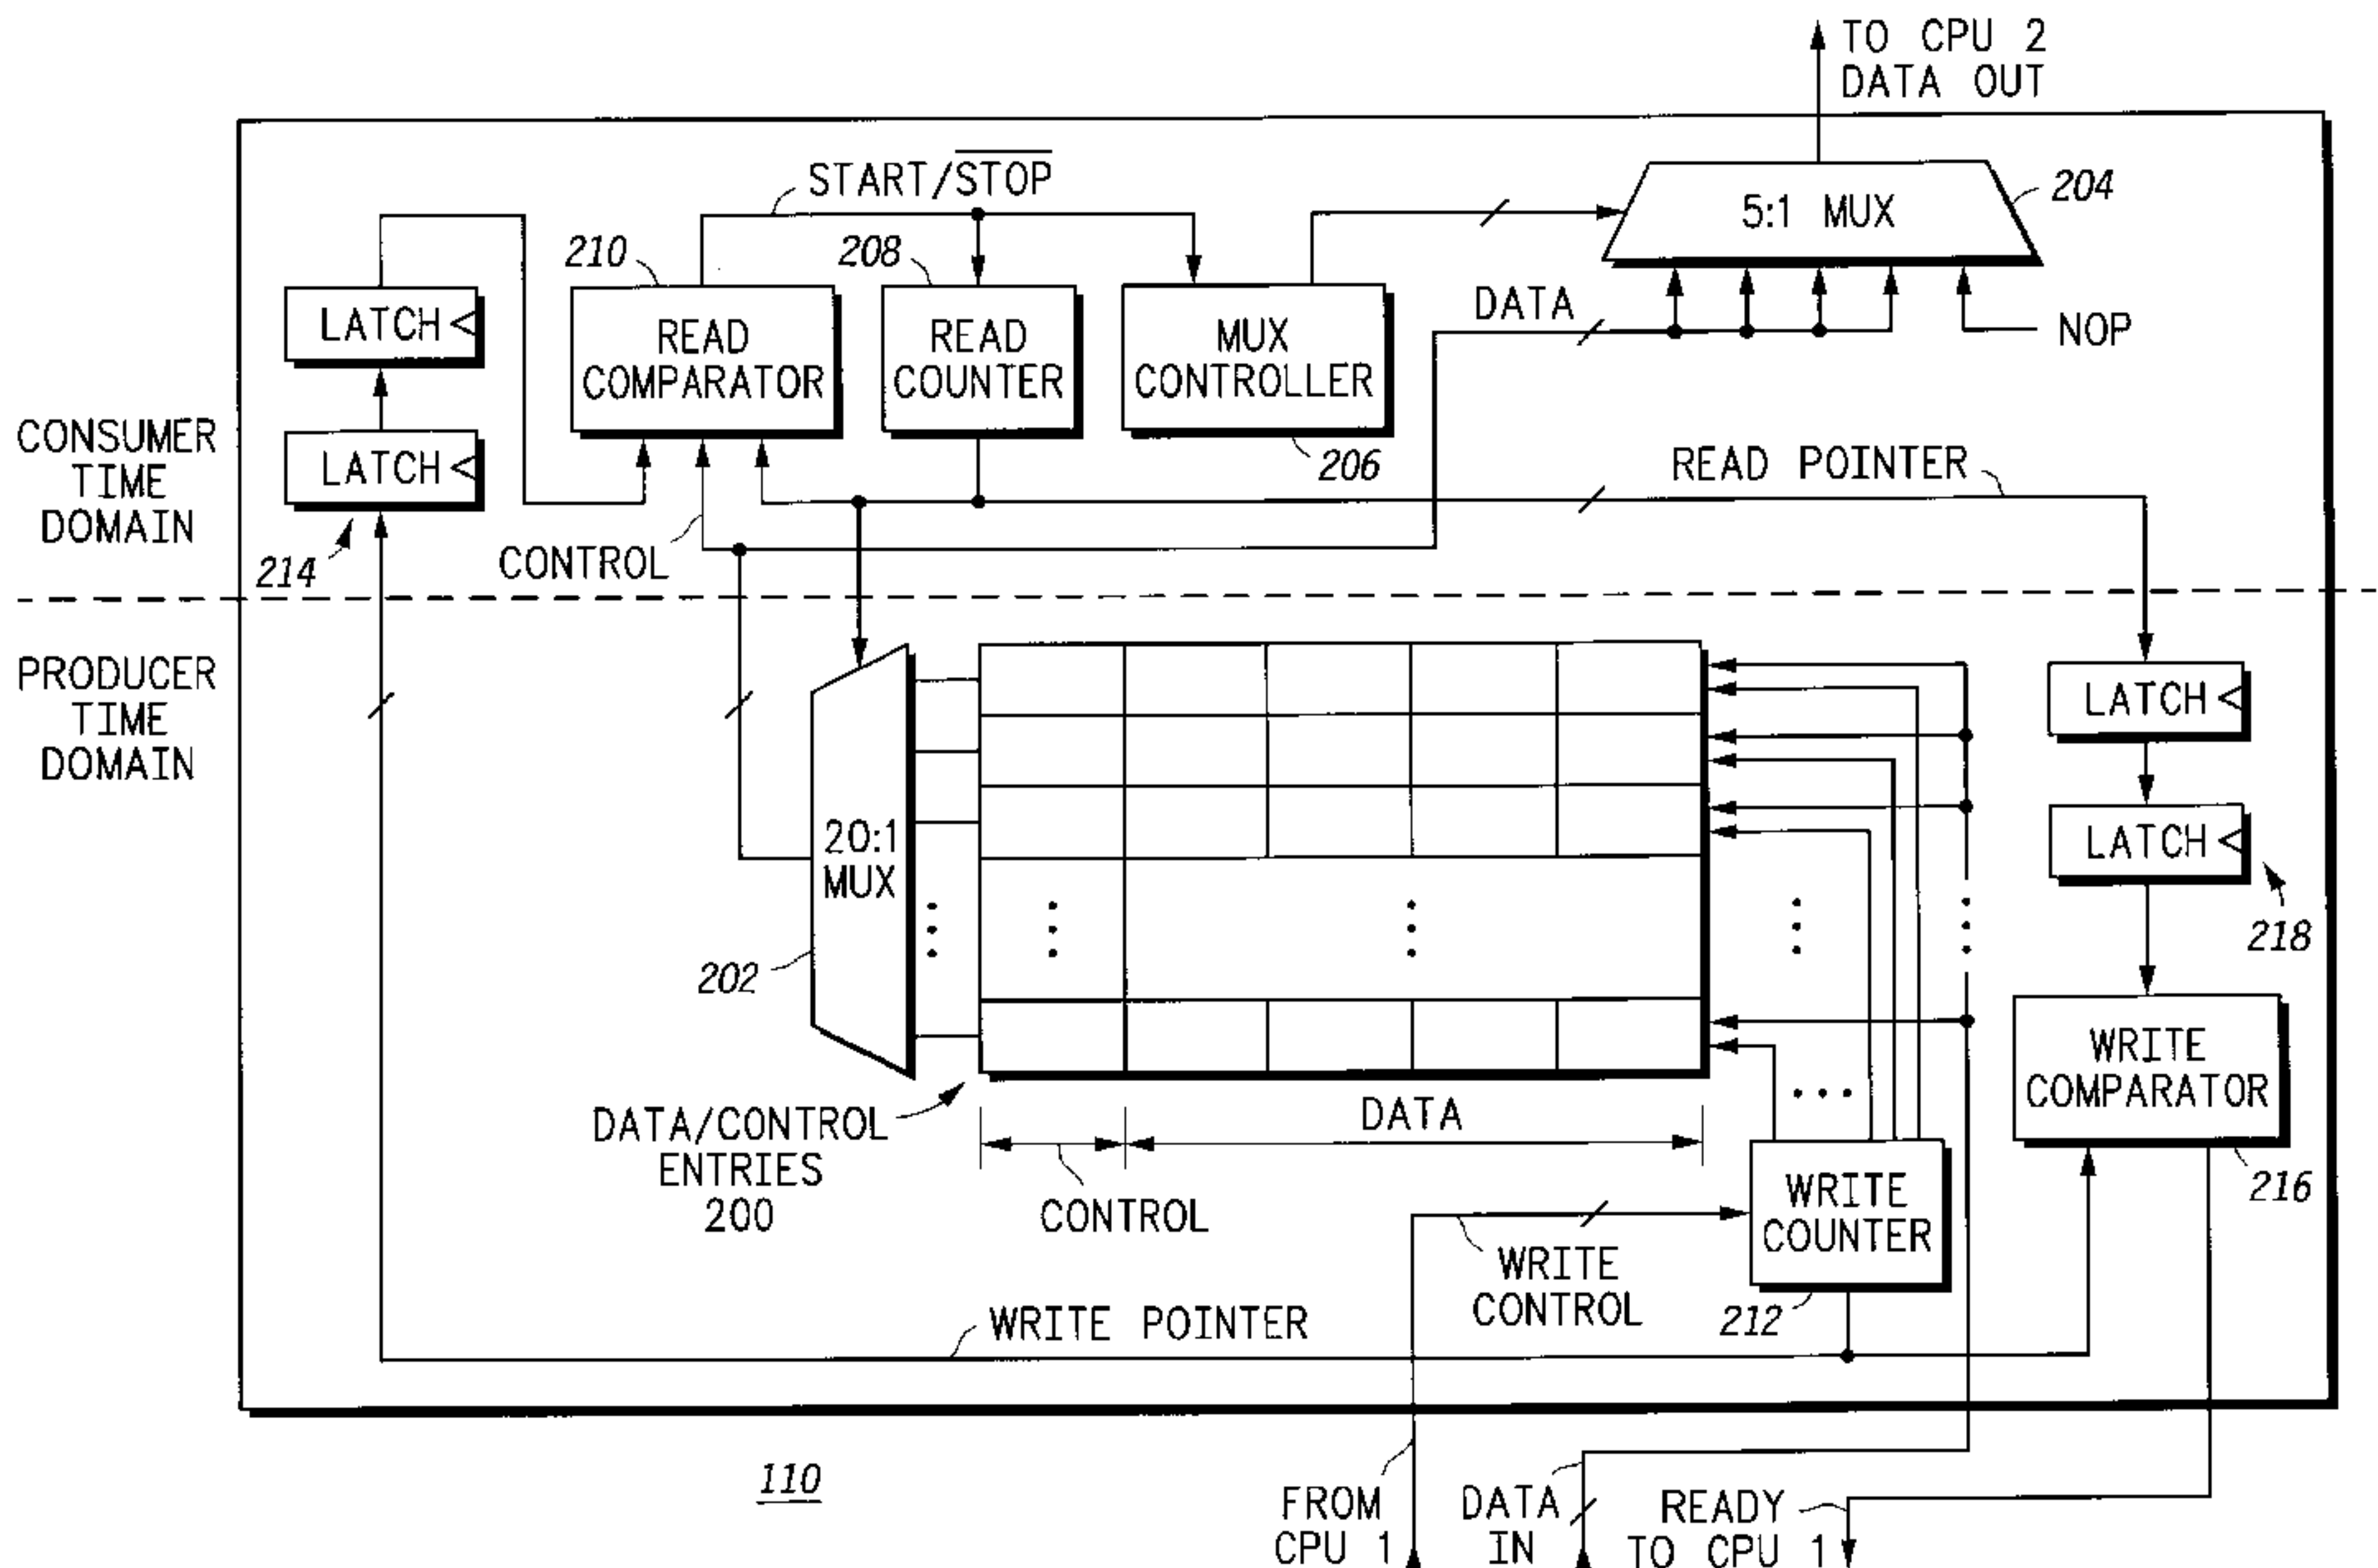 TO CPU 2
DATA OUT
START/STOP
204
5:1 MUX
210
208
LATCH
READ
COMPARATOR
READ
COUNTER
MUX
CONTROLLER
DATA
NOP
CONSUMER
TIME
DOMAIN
LATCH
206
READ POINTER
214
CONTROL
PRODUCER
TIME
DOMAIN
LATCH
20:1
MUX
LATCH
218
202
WRITE
COMPARATOR
DATA/CONTROL
ENTRIES
200
DATA
CONTROL
WRITE
COUNTER
216
WRITE
CONTROL
212
WRITE POINTER
110
FROM
CPU 1
DATA
IN
READY
TO CPU 1